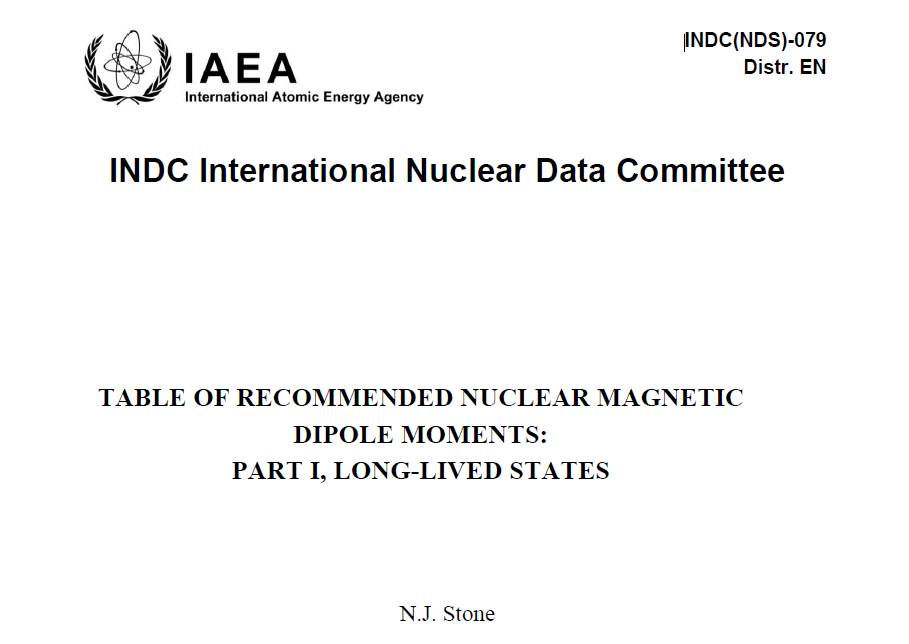 IAEA
International Atomic Energy Agency
INDC(NDS)-079
Distr. EN
INDC International Nuclear Data Committee
TABLE OF RECOMMENDED NUCLEAR MAGNETIC
DIPOLE MOMENTS:
PART I, LONG-LIVED STATES
N.J. Stone